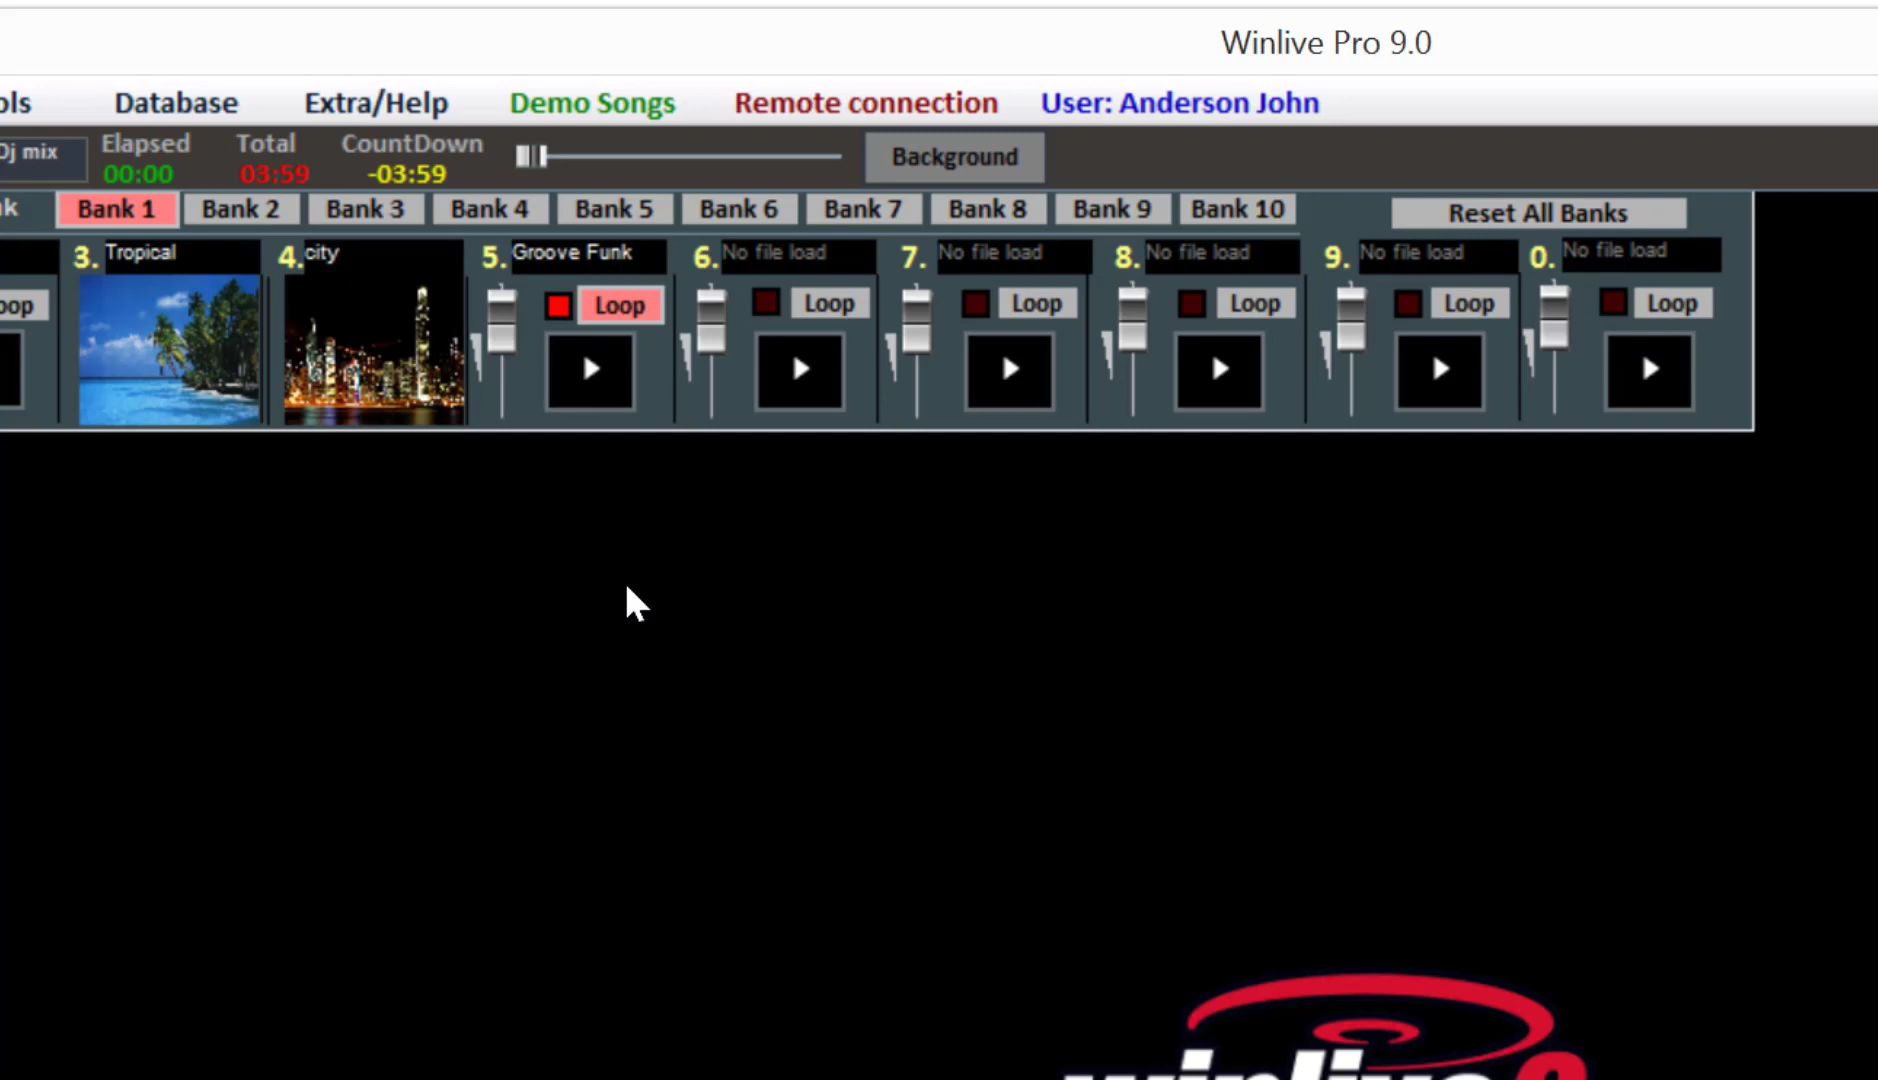 Winlive Pro 9.0
ols Database Extra/Help Demo Songs Remote connection User: Anderson John
Dj mix Elapsed Total CountDown Background
00:00 03:59 -03:59
k Bank 1 Bank 2 Bank 3 Bank 4 Bank 5 Bank 6 Bank 7 Bank 8 Bank 9 Bank 10 Reset All Banks
3. Tropical 4. city 5. Groove Funk 6. No file load 7. No file load 8. No file load 9. No file load 0. No file load
oop Loop Loop Loop Loop Loop Loop
winlive 9